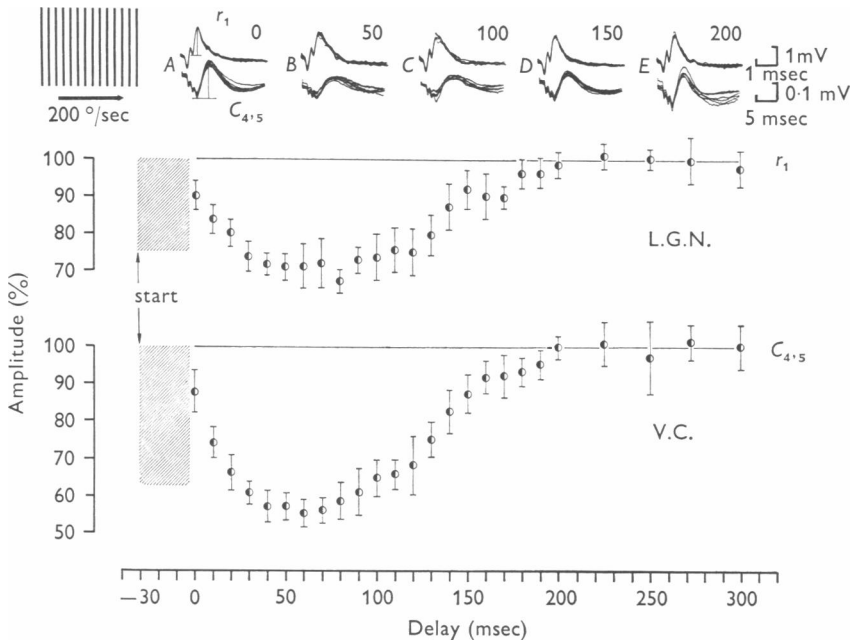 r₁ 0 50 100 150 200
A B C D E
1 mV
1 msec
200 °/sec
C₄,₅
0·1 mV
5 msec
100
90
80
70
r₁
L.G.N.
start
Amplitude (%)
100
90
80
70
60
50
C₄,₅
V.C.
−30 0 50 100 150 200 250 300
Delay (msec)